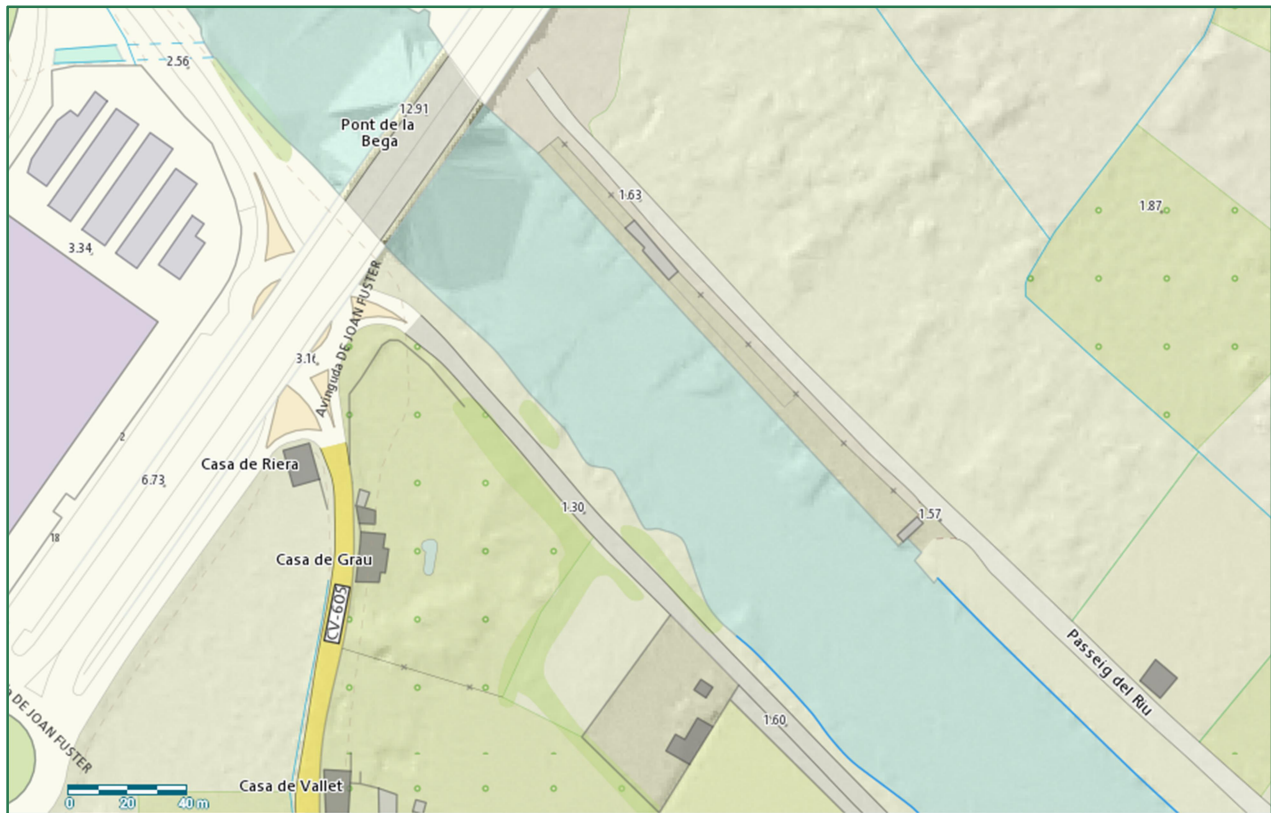 2.56
12.91
Pont de la
Bega
1.63
1.87
3.34
Avinguda DE JOAN FUSTER
3.16
2
Casa de Riera
6.73
1.30
1.57
18
Casa de Grau
CV-605
Passeig del Riu
DE JOAN FUSTER
1.60
Casa de Vallet
0 20 40 m